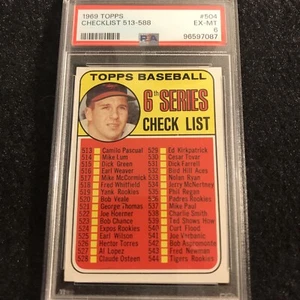 1969 TOPPS #504
CHECKLIST 513-588 EX-MT
PSA 6
96597087
TOPPS BASEBALL
6th SERIES
CHECK LIST
513 Camilo Pascual 529 Ed Kirkpatrick
514 Mike Lum 530 Cesar Tovar
515 Dick Green 531 Dick Farrell
516 Earl Weaver 532 Bird Hill Aces
517 Mike McCormick 533 Nolan Ryan
518 Fred Whitfield 534 Jerry McNertney
519 Yank. Rookies 535 Phil Regan
520 Bob Veale 536 Padres Rookies
521 George Thomas 537 Mike Paul
522 Joe Hoerner 538 Charlie Smith
523 Bob Chance 539 Ted Shows How
524 Expos Rookies 540 Curt Flood
525 Earl Wilson 541 Joe Verbanic
526 Hector Torres 542 Bob Aspromonte
527 Al Lopez 543 Fred Newman
528 Claude Osteen 544 Tigers Rookies